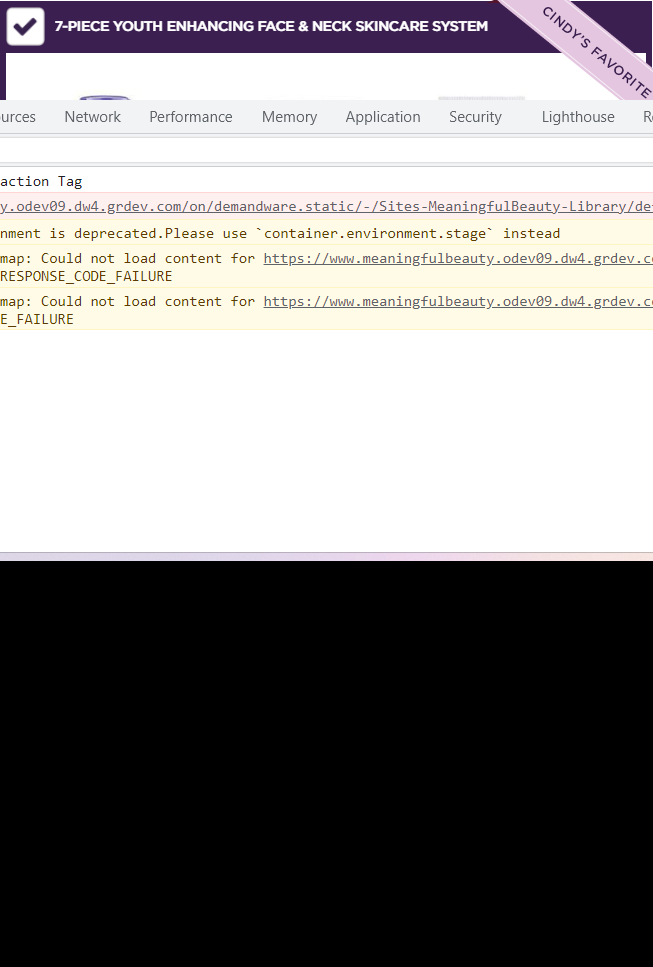 7-PIECE YOUTH ENHANCING FACE & NECK SKINCARE SYSTEM
CINDY'S FAVORITE
Network Performance Memory Application Security Lighthouse
action Tag
y.odev09.dw4.grdev.com/on/demandware.static/-/Sites-MeaningfulBeauty-Library/de
nment is deprecated.Please use `container.environment.stage` instead
map: Could not load content for https://www.meaningfulbeauty.odev09.dw4.grdev.c
RESPONSE_CODE_FAILURE
map: Could not load content for https://www.meaningfulbeauty.odev09.dw4.grdev.c
E_FAILURE